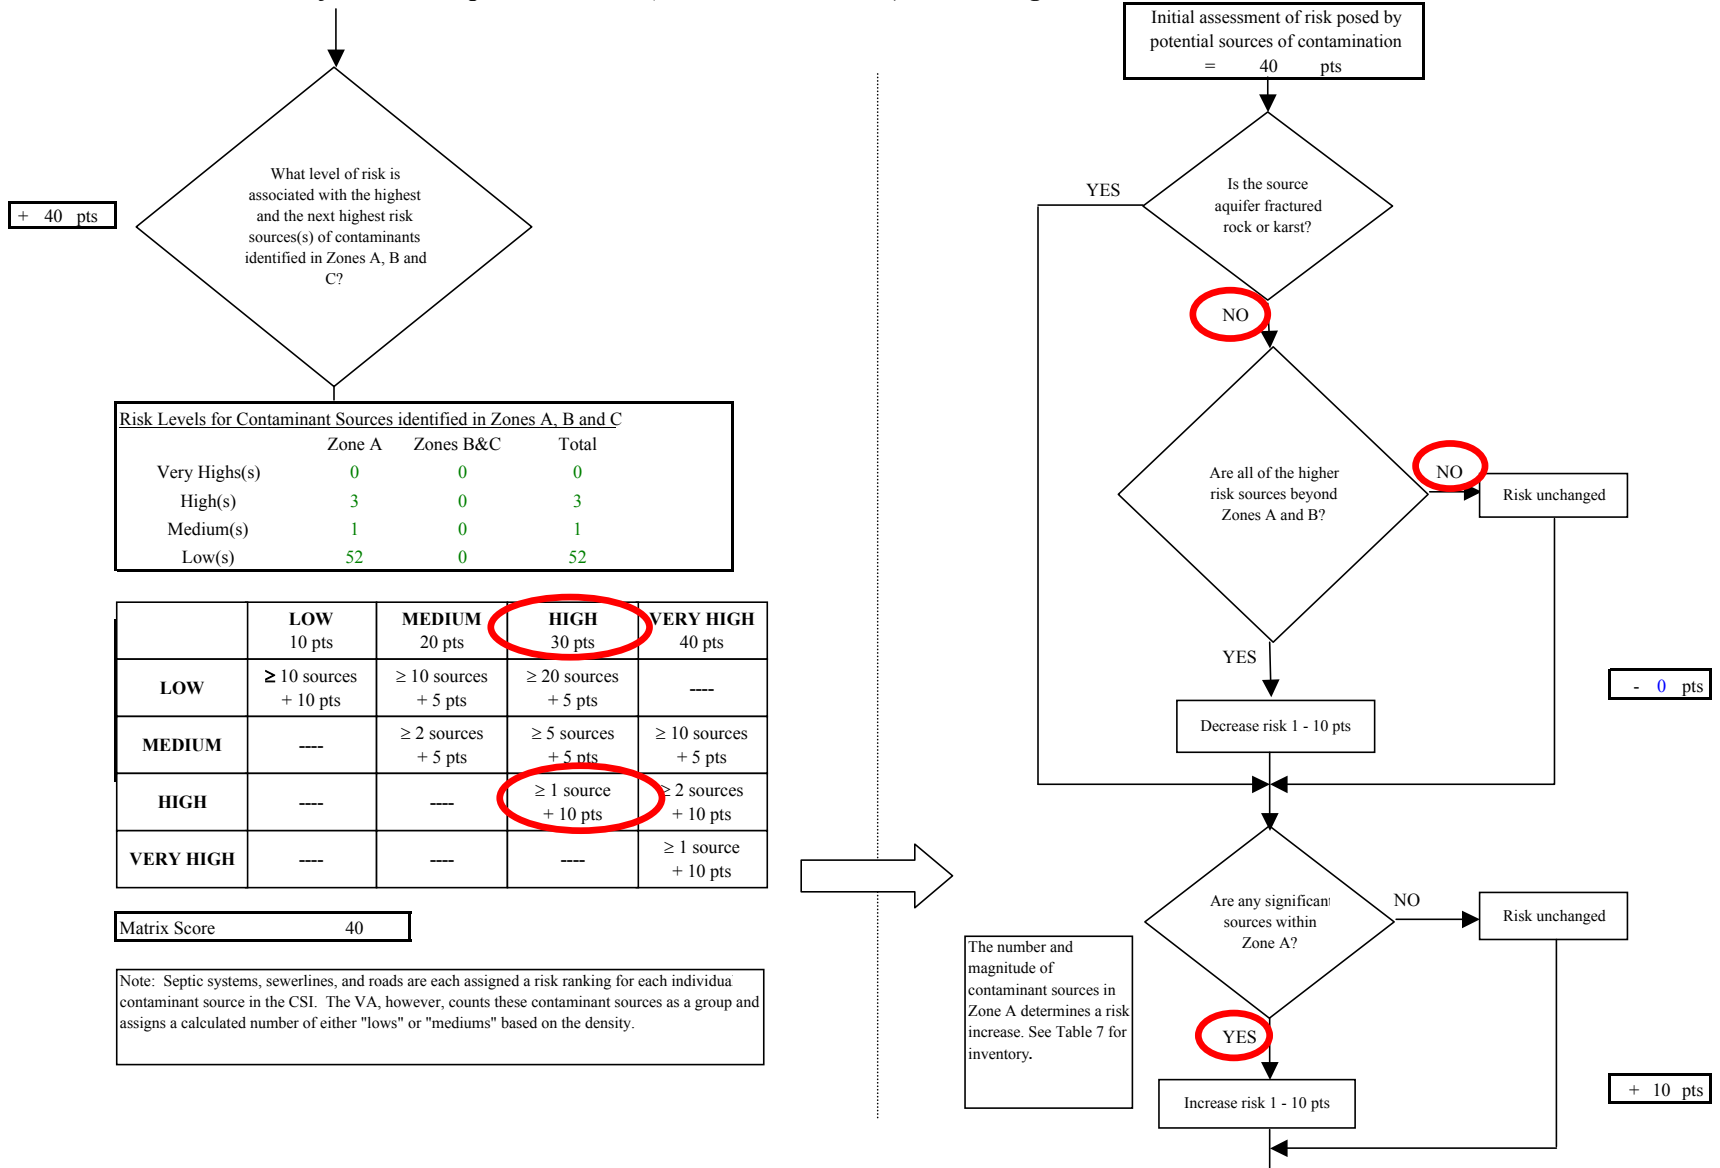 + 40 pts
What level of risk is
associated with the highest
and the next highest risk
sources(s) of contaminants
identified in Zones A, B and
C?
Risk Levels for Contaminant Sources identified in Zones A, B and C
Zone A Zones B&C Total
Very Highs(s) 0 0 0
High(s) 3 0 3
Medium(s) 1 0 1
Low(s) 52 0 52
LOW MEDIUM HIGH VERY HIGH
10 pts 20 pts 30 pts 40 pts
LOW ≥ 10 sources + 10 pts ≥ 10 sources + 5 pts ≥ 20 sources + 5 pts ----
MEDIUM ---- ≥ 2 sources + 5 pts ≥ 5 sources + 5 pts ≥ 10 sources + 5 pts
HIGH ---- ---- ≥ 1 source + 10 pts ≥ 2 sources + 10 pts
VERY HIGH ---- ---- ---- ≥ 1 source + 10 pts
Matrix Score 40
Note: Septic systems, sewerlines, and roads are each assigned a risk ranking for each individua
contaminant source in the CSI. The VA, however, counts these contaminant sources as a group and
assigns a calculated number of either "lows" or "mediums" based on the density.
Initial assessment of risk posed by
potential sources of contamination
= 40 pts
YES
Is the source
aquifer fractured
rock or karst?
NO
Are all of the higher
risk sources beyond
Zones A and B?
NO
Risk unchanged
YES
- 0 pts
Decrease risk 1 - 10 pts
Are any significant
sources within
Zone A?
NO
Risk unchanged
The number and
magnitude of
contaminant sources in
Zone A determines a risk
increase. See Table 7 for
inventory.
YES
+ 10 pts
Increase risk 1 - 10 pts